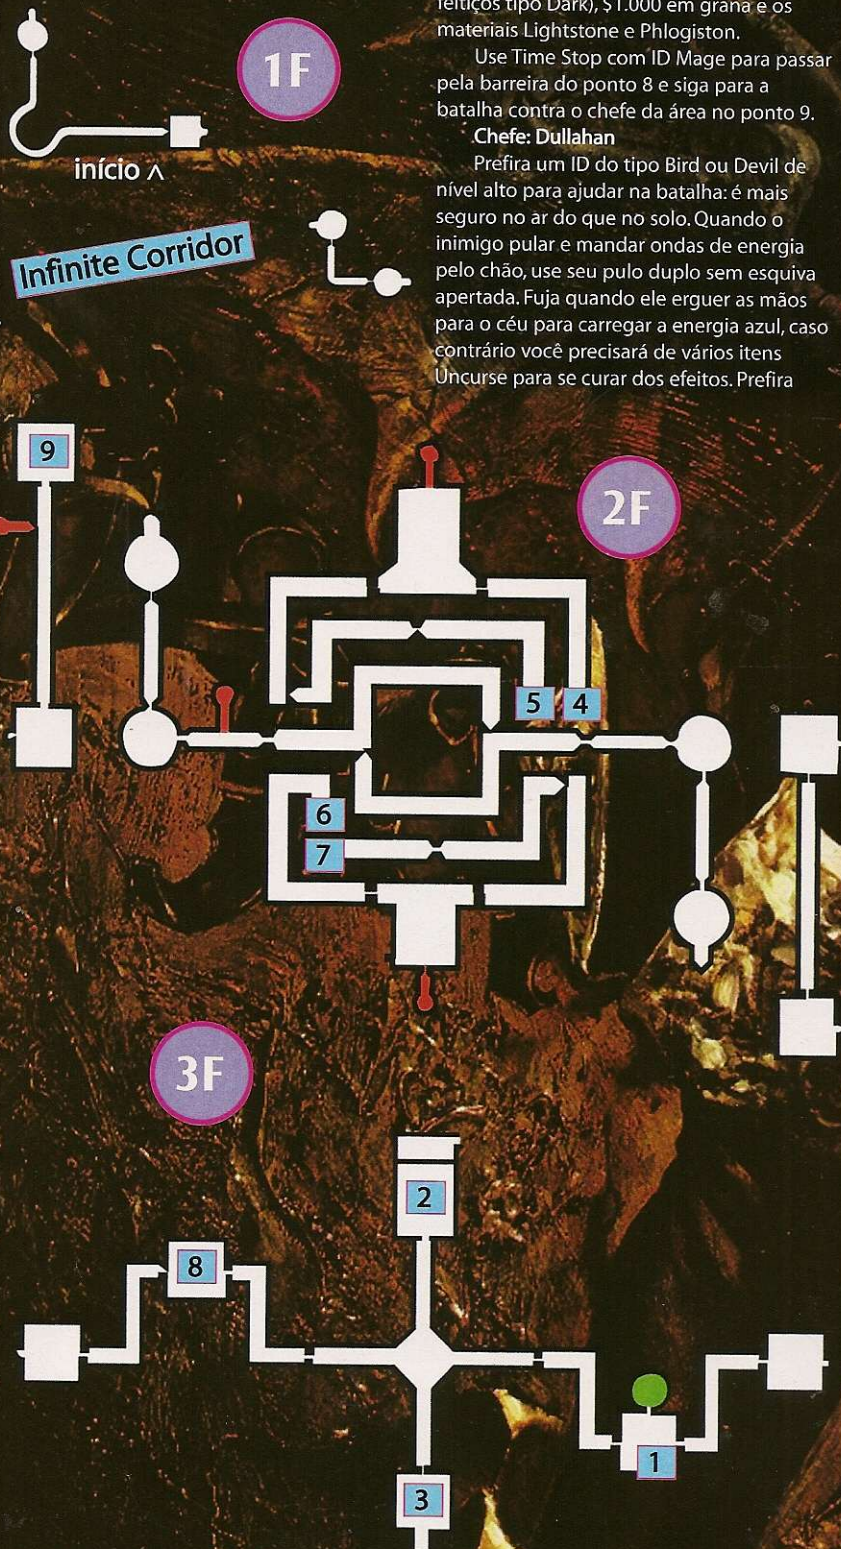 feitiços tipo Dark), $1.000 em grana e os
materiais Lightstone e Phlogiston.
Use Time Stop com ID Mage para passar
pela barreira do ponto 8 e siga para a
batalha contra o chefe da área no ponto 9.
Chefe: Dullahan
Prefira um ID do tipo Bird ou Devil de
nível alto para ajudar na batalha: é mais
seguro no ar do que no solo. Quando o
inimigo pular e mandar ondas de energia
pelo chão, use seu pulo duplo sem esquiva
apertada. Fuja quando ele erguer as mãos
para o céu para carregar a energia azul, caso
contrário você precisará de vários itens
Uncurse para se curar dos efeitos. Prefira
1F
início ^
Infinite Corridor
2F
9
5 4
6
7
3F
2
8
1
3